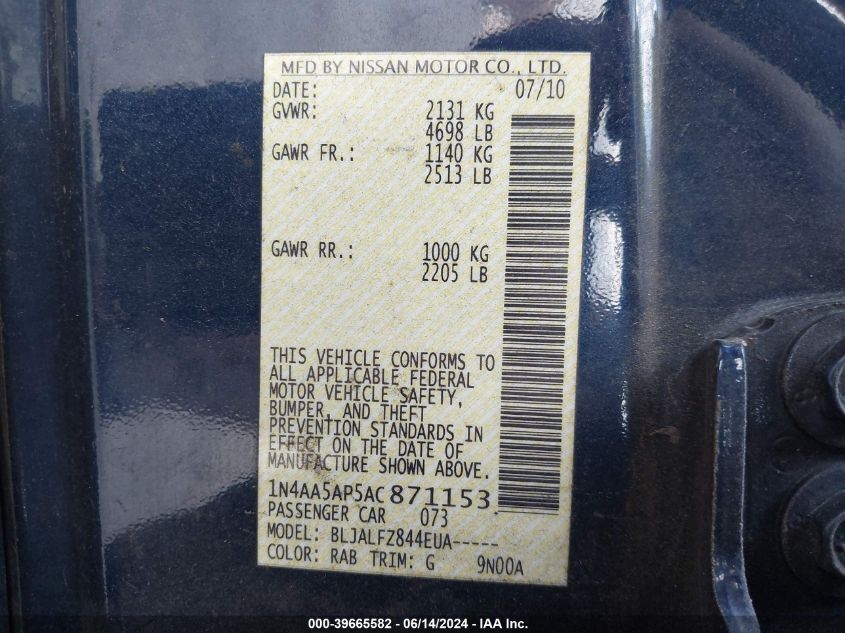 MFD BY NISSAN MOTOR CO., LTD.
DATE: 07/10
GVWR: 2131 KG
4698 LB
GAWR FR.: 1140 KG
2513 LB
GAWR RR.: 1000 KG
2205 LB
THIS VEHICLE CONFORMS TO
ALL APPLICABLE FEDERAL
MOTOR VEHICLE SAFETY,
BUMPER, AND THEFT
PREVENTION STANDARDS IN
EFFECT ON THE DATE OF
MANUFACTURE SHOWN ABOVE.
1N4AA5AP5AC871153
PASSENGER CAR 073
MODEL: BLJALFZ844EUA-----
COLOR: RAB TRIM: G 9N00A
000-39665582 - 06/14/2024 - IAA Inc.